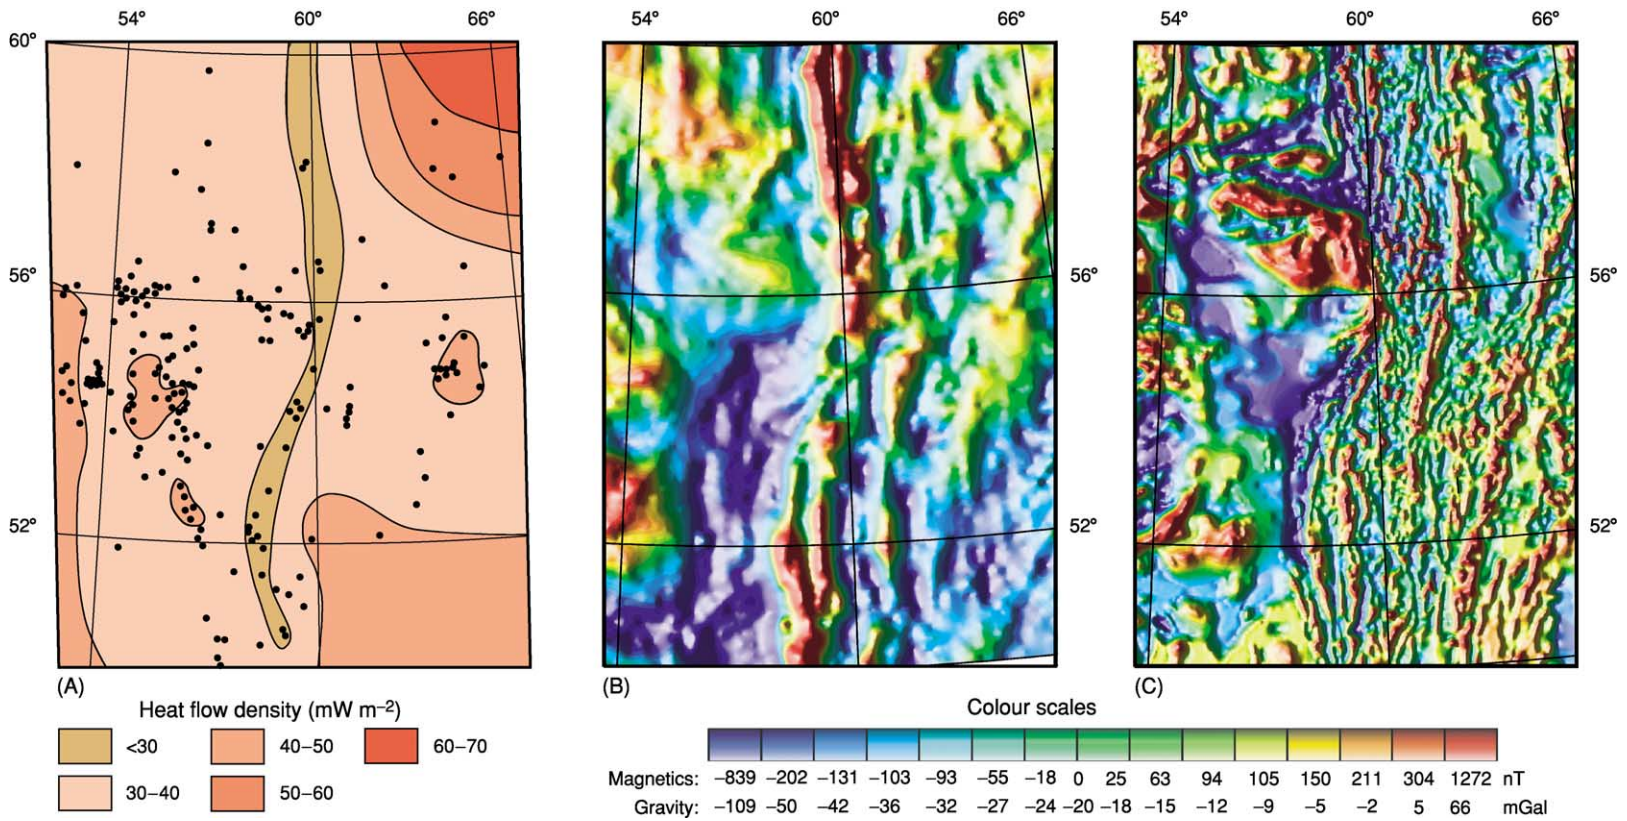 54° 60° 66° 54° 60° 66° 54° 60° 66°
60°
56° 56° 56°
52° 52° 52°
(A) (B) (C)
Heat flow density (mW m⁻²)
<30 40–50 60–70
30–40 50–60
Colour scales
Magnetics: −839 −202 −131 −103 −93 −55 −18 0 25 63 94 105 150 211 304 1272 nT
Gravity: −109 −50 −42 −36 −32 −27 −24 −20 −18 −15 −12 −9 −5 −2 5 66 mGal